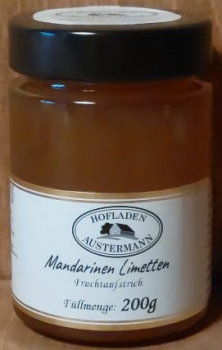 HOFLADEN
AUSTERMANN
Mandarinen Limetten
Fruchtaufstrich
Füllmenge: 200g